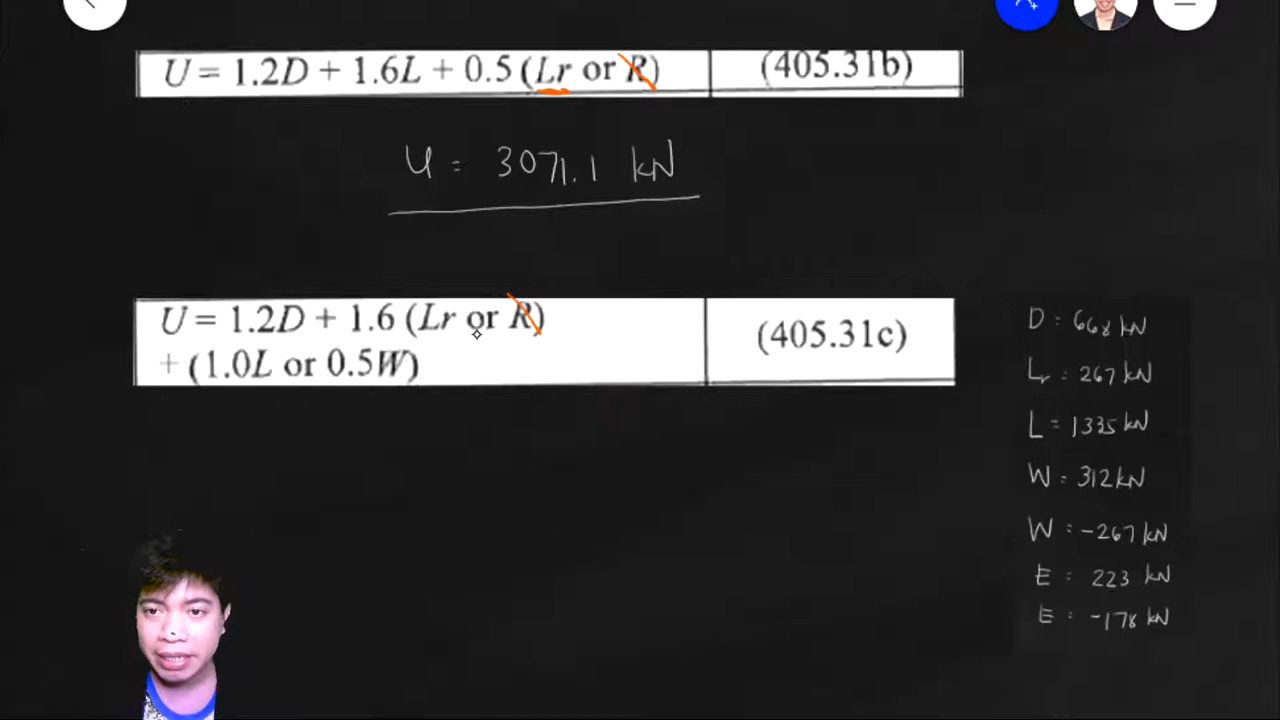 U = 1.2D + 1.6L + 0.5 (Lr or R) (405.31b)
U = 3071.1 kN
U = 1.2D + 1.6 (Lr or R)
+ (1.0L or 0.5W) (405.31c)
D = 668 kN
Lr = 267 kN
L = 1335 kN
W = 312 kN
W = -267 kN
E = 223 kN
E = -178 kN